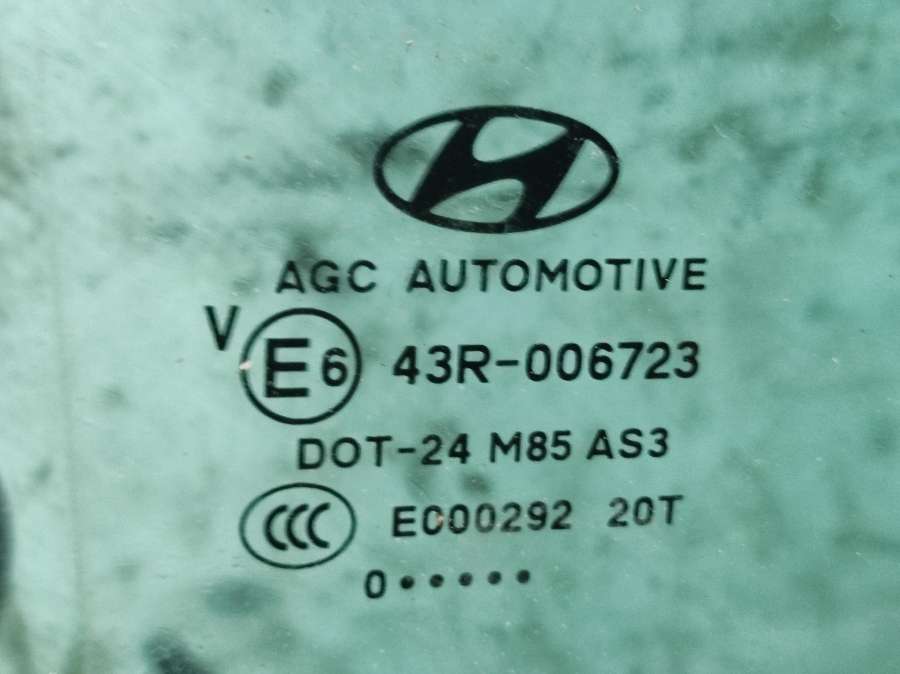 AGC AUTOMOTIVE
V E6 43R-006723
DOT-24 M85 AS3
CCC E000292 20T
0•••••